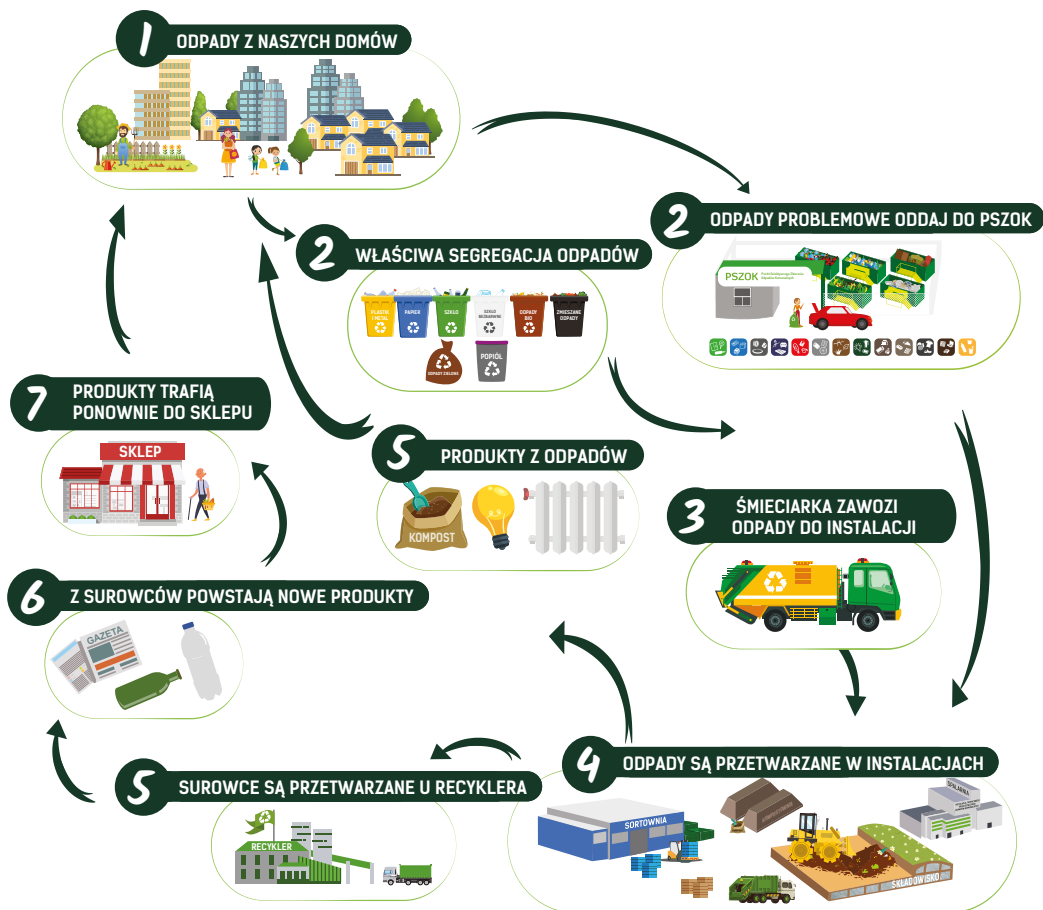 1
ODPADY Z NASZYCH DOMÓW
2
ODPADY PROBLEMOWE ODDAJ DO PSZOK
PSZOK
2
WŁAŚCIWA SEGREGACJA ODPADÓW
PLASTIK
I METAL
PAPIER
SZKŁO
SZKŁO
BEZBARWNE
ODPADY
BIO
ZMIESZANE
ODPADY
ODPADY ZIELONE
POPIÓŁ
7
PRODUKTY TRAFIĄ
PONOWNIE DO SKLEPU
SKLEP
5
PRODUKTY Z ODPADÓW
KOMPOST
3
ŚMIECIARKA ZAWOZI
ODPADY DO INSTALACJI
6
Z SUROWCÓW POWSTAJĄ NOWE PRODUKTY
GAZETA
4
ODPADY SĄ PRZETWARZANE W INSTALACJACH
SORTOWNIA
SPALARNIA
SKŁADOWISKO
5
SUROWCE SĄ PRZETWARZANE U RECYKLERA
RECYKLER